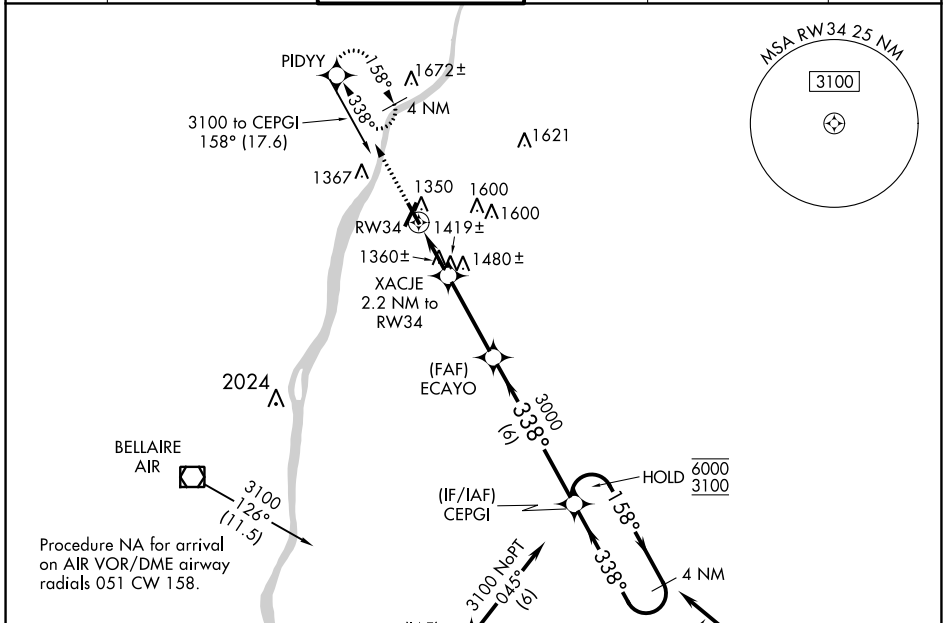 MSA RW34 25 NM
3100
PIDYY
158°
1672±
338°
4 NM
3100 to CEPGI
158° (17.6)
1621
1367
1350
1600
1600
RW34
1419±
1360±
1480±
XACJE
2.2 NM to
RW34
(FAF)
ECAYO
2024
3000
338°
(6)
BELLAIRE
AIR
3100
126°
(11.5)
HOLD
6000
3100
(IF/IAF)
CEPGI
158°
338°
4 NM
Procedure NA for arrival
on AIR VOR/DME airway
radials 051 CW 158.
3100 NoPT
045°
(6)